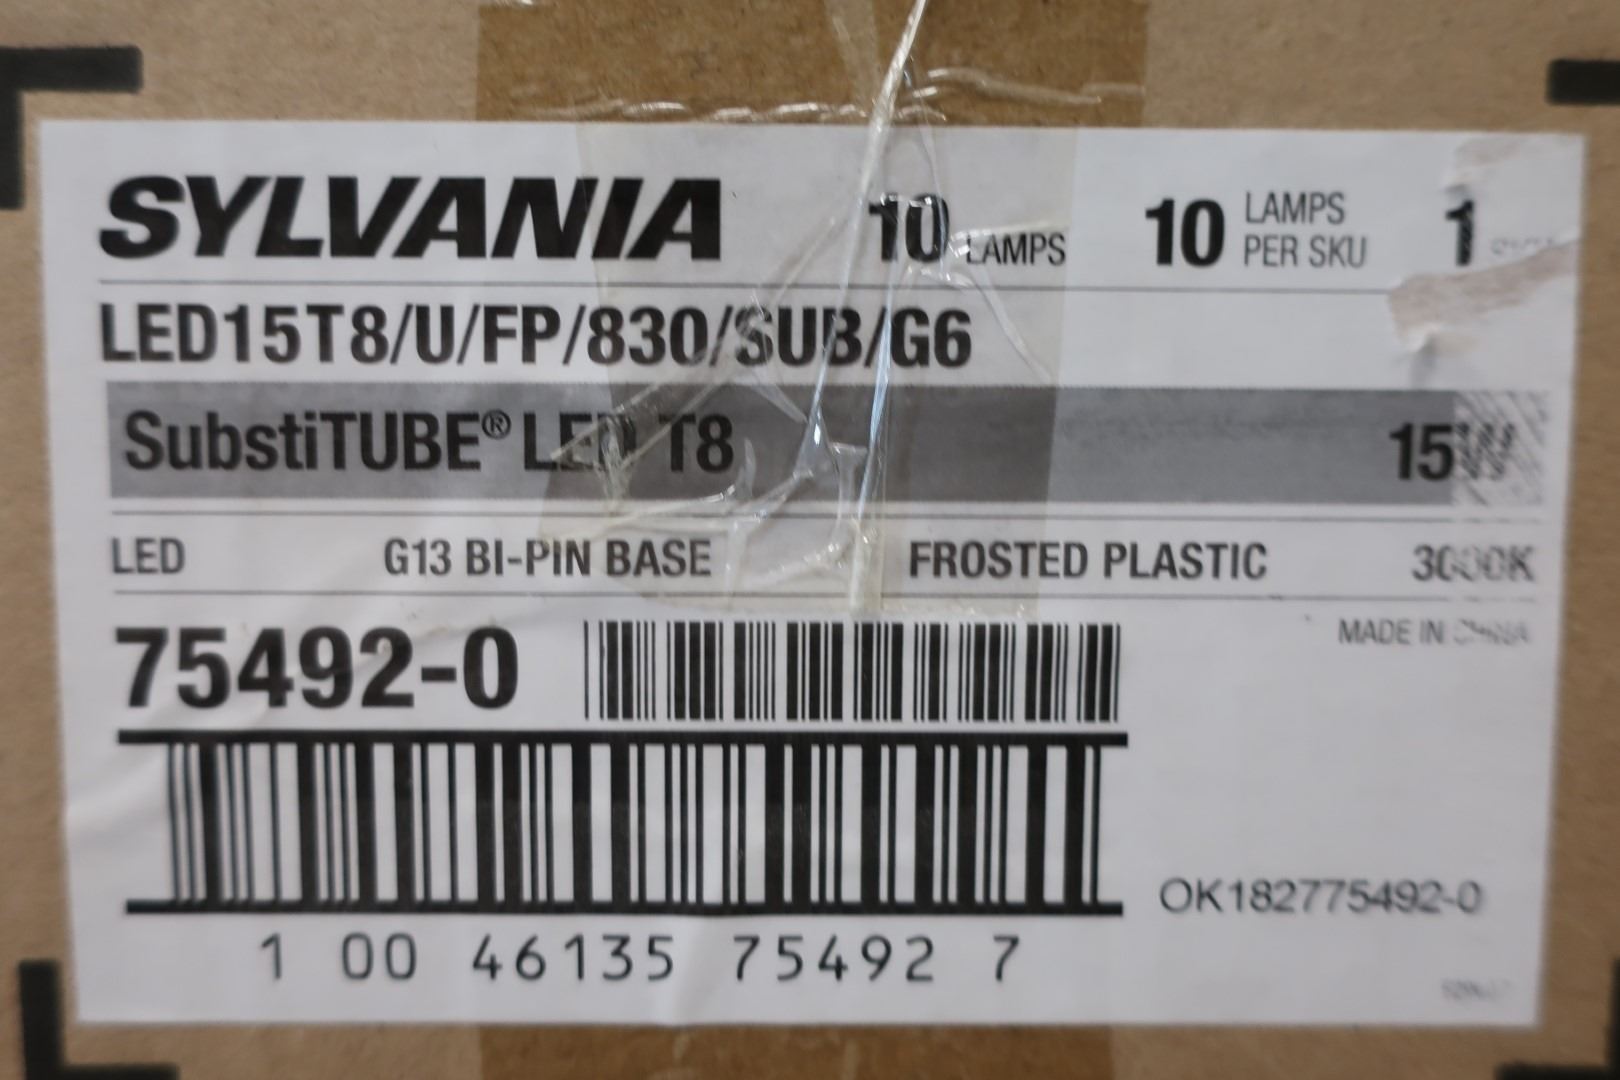 SYLVANIA 10 LAMPS 10 LAMPS PER SKU 1
LED15T8/U/FP/830/SUB/G6
SubstiTUBE® LED T8 15W
LED G13 BI-PIN BASE FROSTED PLASTIC 3000K
MADE IN CHINA
75492-0
OK182775492-0
1 00 46135 75492 7